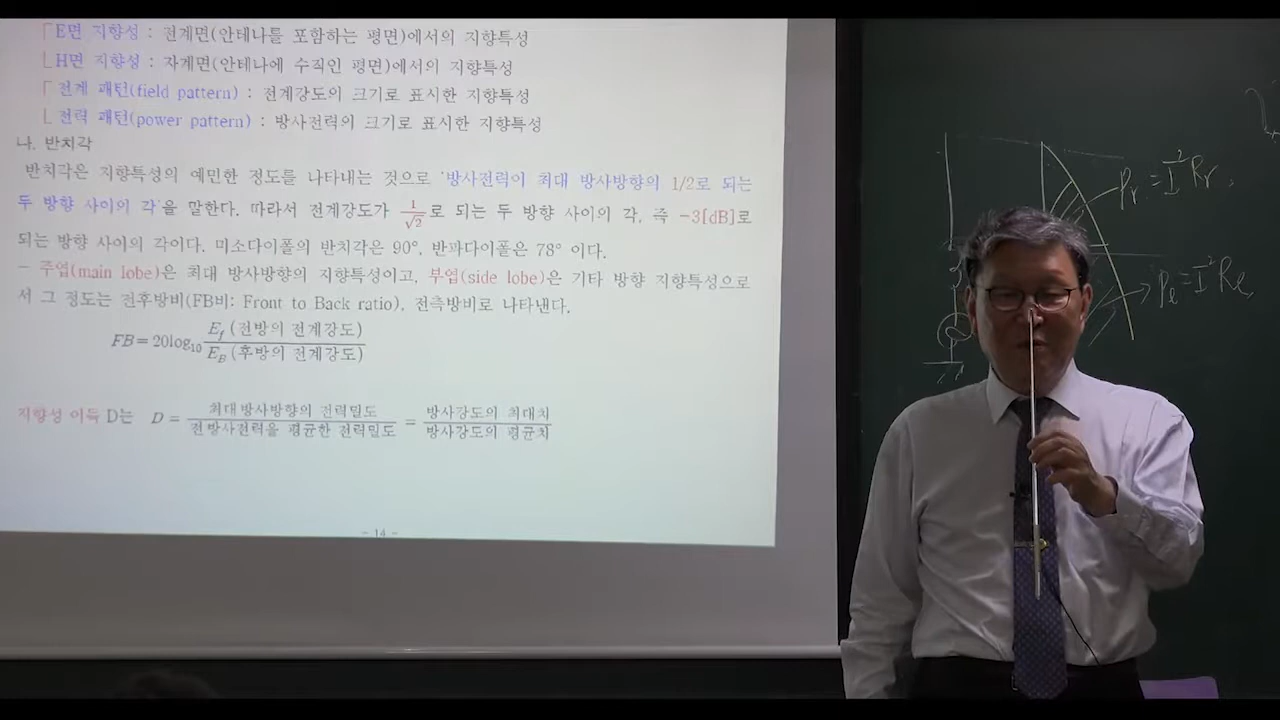 E면 지향성 : 전계면(안테나를 포함하는 평면)에서의 지향특성
H면 지향성 : 자계면(안테나에 수직인 평면)에서의 지향특성
전계 패턴(field pattern) : 전계강도의 크기로 표시한 지향특성
전력 패턴(power pattern) : 방사전력의 크기로 표시한 지향특성
나. 반치각
반치각은 지향특성의 예민한 정도를 나타내는 것으로 '방사전력이 최대 방사방향의 1/2로 되는
두 방향 사이의 각'을 말한다. 따라서 전계강도가 1/√2로 되는 두 방향 사이의 각, 즉 -3[dB]로
되는 방향 사이의 각이다. 미소다이폴의 반치각은 90°, 반파다이폴은 78° 이다.
- 주엽(main lobe)은 최대 방사방향의 지향특성이고, 부엽(side lobe)은 기타 방향 지향특성으로
서 그 정도는 전후방비(FB비: Front to Back ratio), 전측방비로 나타낸다.
FB = 20log₁₀ E_f (전방의 전계강도) / E_B (후방의 전계강도)
지향성 이득 D는 D = 최대방사방향의 전력밀도 / 전방사전력을 평균한 전력밀도 = 방사강도의 최대치 / 방사강도의 평균치
- 14 -
P_r = I²R_r,
P_e = I²R_e,